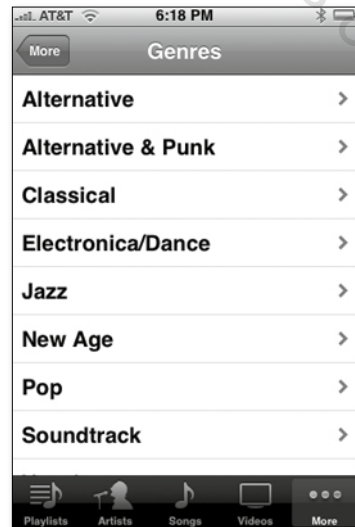 AT&T 6:18 PM
More Genres
Alternative
Alternative & Punk
Classical
Electronica/Dance
Jazz
New Age
Pop
Soundtrack
Playlists Artists Songs Videos More